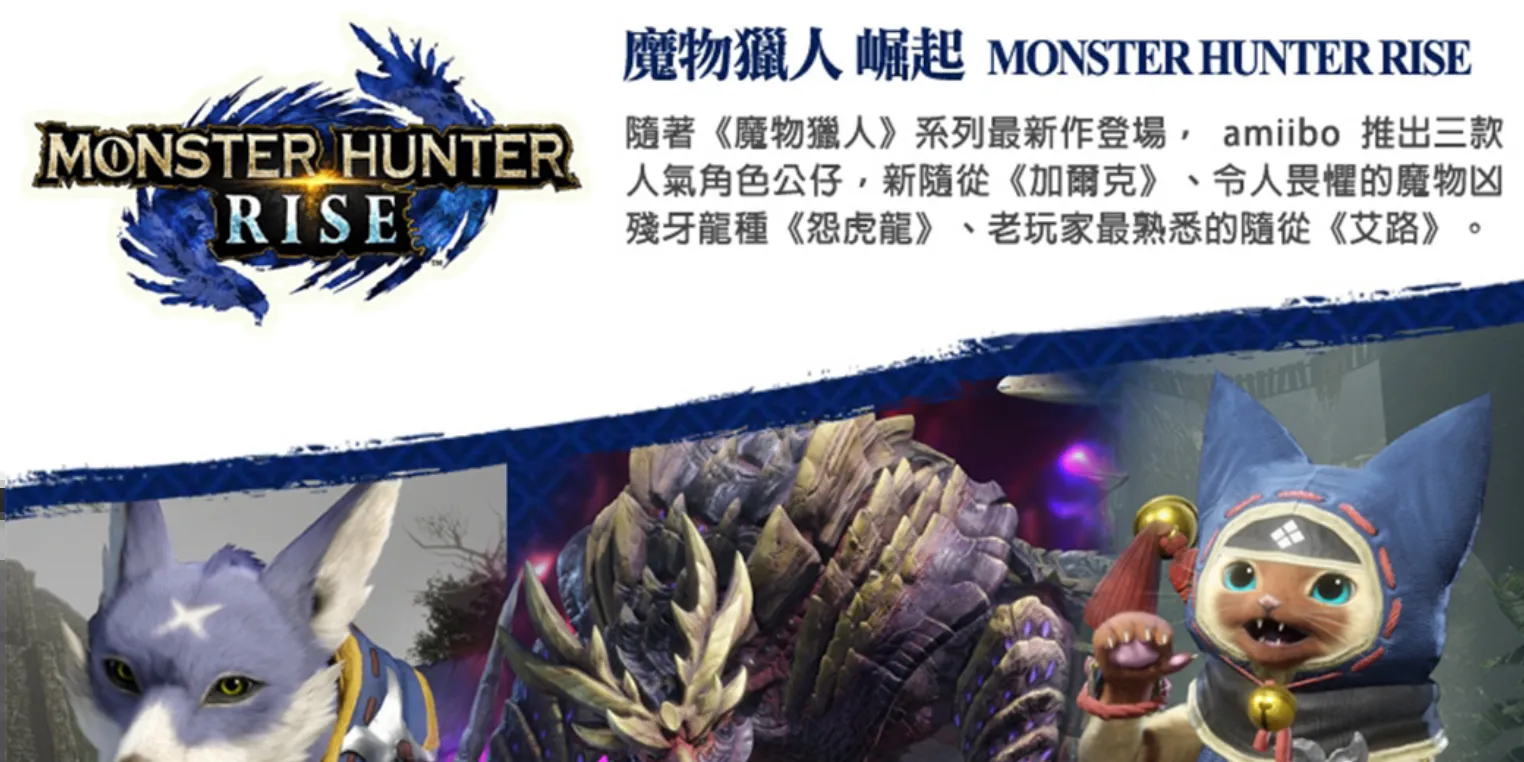 MONSTER HUNTER
RISE
魔物獵人 崛起 MONSTER HUNTER RISE
隨著《魔物獵人》系列最新作登場， amiibo 推出三款
人氣角色公仔，新隨從《加爾克》、令人畏懼的魔物凶
殘牙龍種《怨虎龍》、老玩家最熟悉的隨從《艾路》。